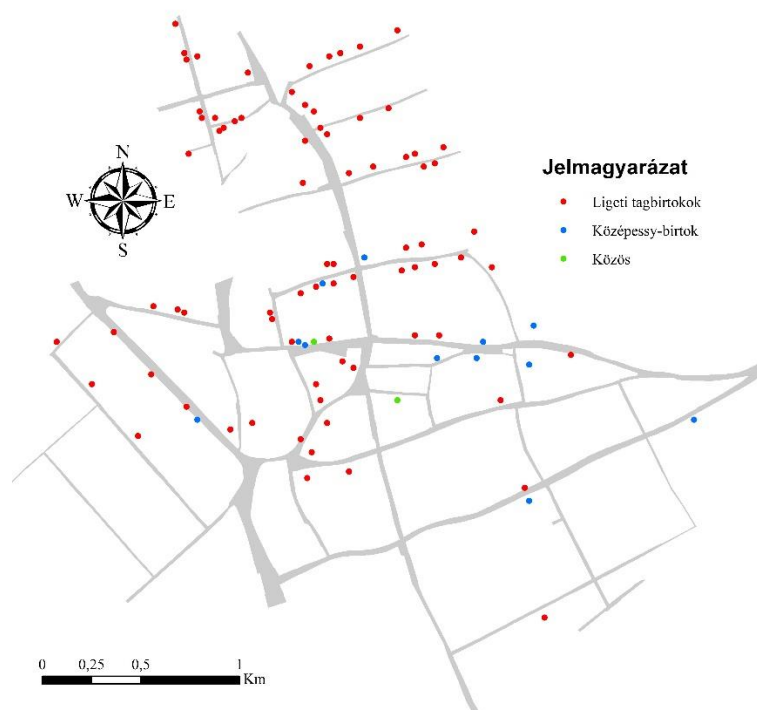 N
W E
S
Jelmagyarázat
Ligeti tagbirtokok
Középessy-birtok
Közös
0 0,25 0,5 1
Km